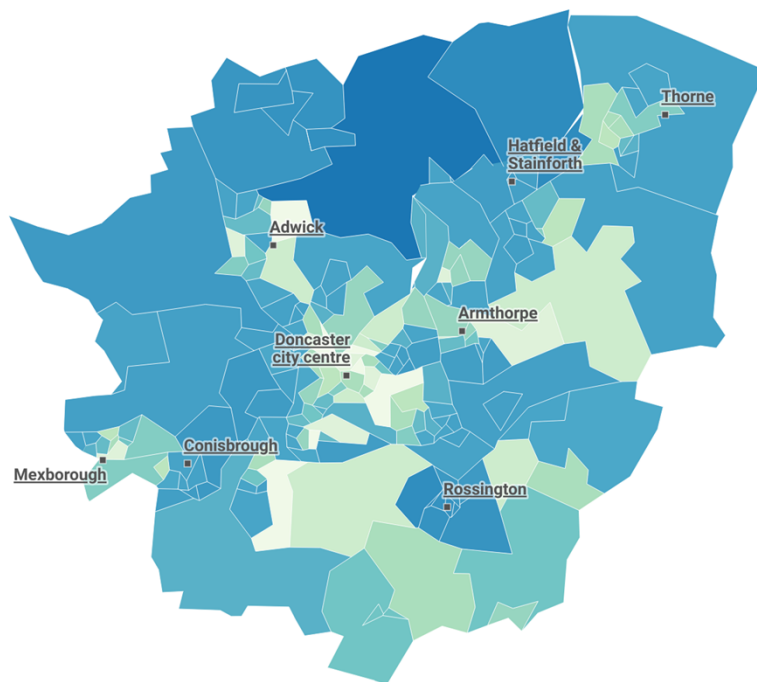 Thorne
Hatfield &
Stainforth
Adwick
Armthorpe
Doncaster
city centre
Conisbrough
Mexborough
Rossington